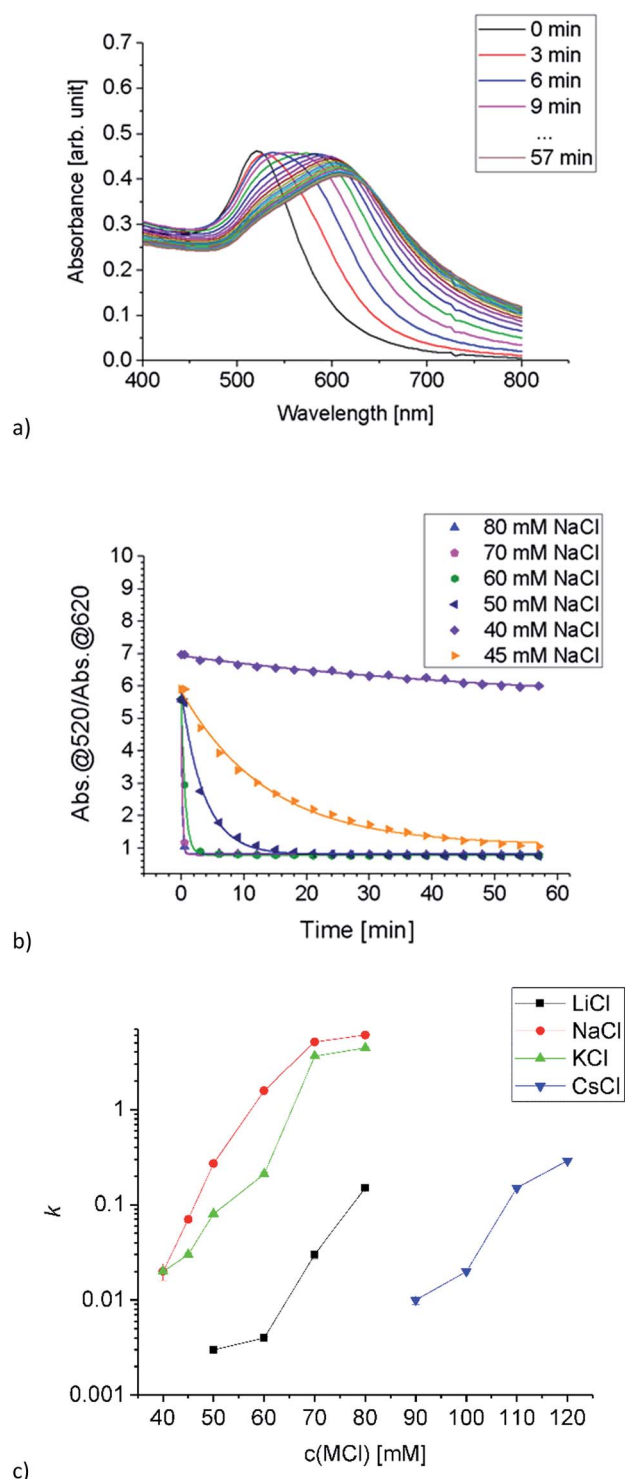 0.7
0.6
0.5
0.4
0.3
0.2
0.1
0.0
Absorbance [arb. unit]
400 500 600 700 800
Wavelength [nm]
0 min
3 min
6 min
9 min
...
57 min
a)
10
9
8
7
6
5
4
3
2
1
Abs.@520/Abs.@620
0 10 20 30 40 50 60
Time [min]
80 mM NaCl
70 mM NaCl
60 mM NaCl
50 mM NaCl
40 mM NaCl
45 mM NaCl
b)
1
0.1
0.01
0.001
k
40 50 60 70 80 90 100 110 120
c(MCl) [mM]
LiCl
NaCl
KCl
CsCl
c)